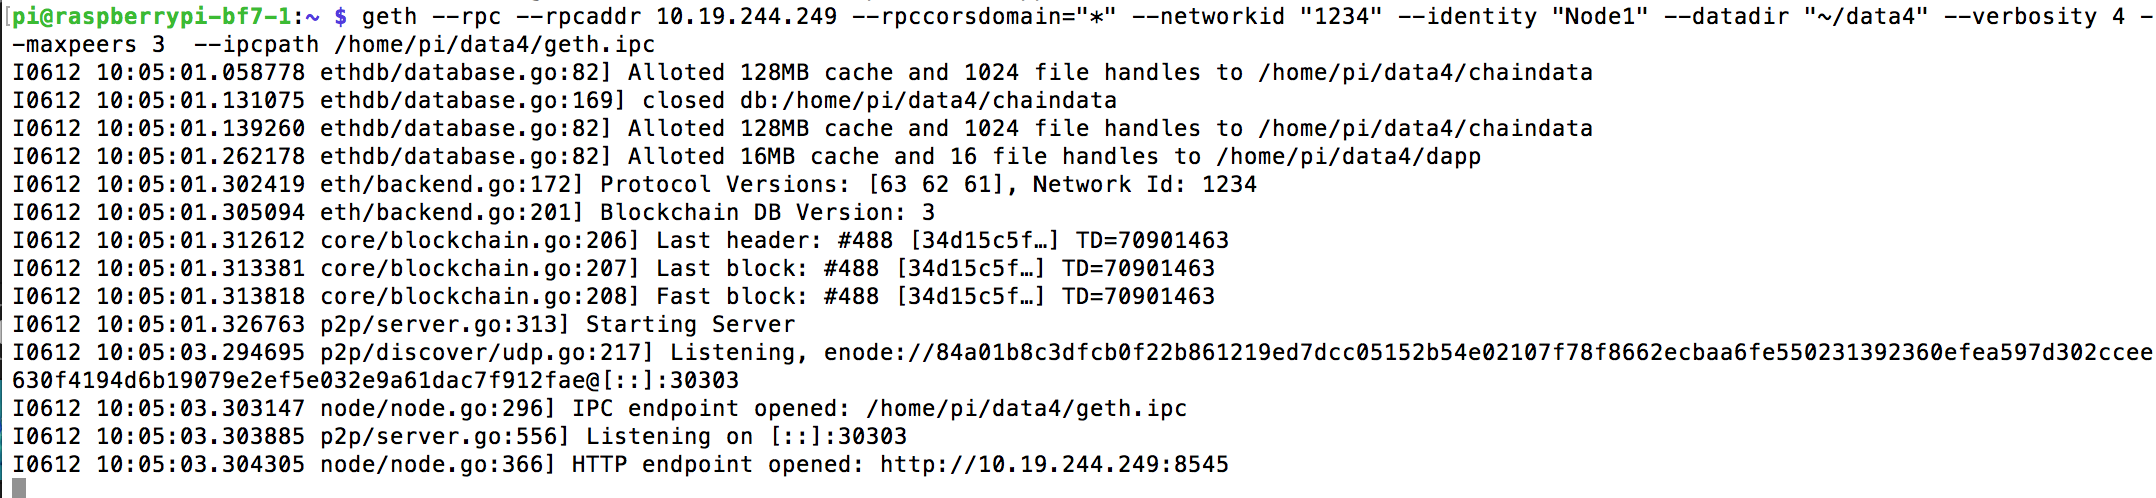 pi@raspberrypi-bf7-1:~ $ geth --rpc --rpcaddr 10.19.244.249 --rpccorsdomain="*" --networkid "1234" --identity "Node1" --datadir "~/data4" --verbosity 4 -
-maxpeers 3  --ipcpath /home/pi/data4/geth.ipc
I0612 10:05:01.058778 ethdb/database.go:82] Alloted 128MB cache and 1024 file handles to /home/pi/data4/chaindata
I0612 10:05:01.131075 ethdb/database.go:169] closed db:/home/pi/data4/chaindata
I0612 10:05:01.139260 ethdb/database.go:82] Alloted 128MB cache and 1024 file handles to /home/pi/data4/chaindata
I0612 10:05:01.262178 ethdb/database.go:82] Alloted 16MB cache and 16 file handles to /home/pi/data4/dapp
I0612 10:05:01.302419 eth/backend.go:172] Protocol Versions: [63 62 61], Network Id: 1234
I0612 10:05:01.305094 eth/backend.go:201] Blockchain DB Version: 3
I0612 10:05:01.312612 core/blockchain.go:206] Last header: #488 [34d15c5f…] TD=70901463
I0612 10:05:01.313381 core/blockchain.go:207] Last block: #488 [34d15c5f…] TD=70901463
I0612 10:05:01.313818 core/blockchain.go:208] Fast block: #488 [34d15c5f…] TD=70901463
I0612 10:05:01.326763 p2p/server.go:313] Starting Server
I0612 10:05:03.294695 p2p/discover/udp.go:217] Listening, enode://84a01b8c3dfcb0f22b861219ed7dcc05152b54e02107f78f8662ecbaa6fe550231392360efea597d302ccee
630f4194d6b19079e2ef5e032e9a61dac7f912fae@[::]:30303
I0612 10:05:03.303147 node/node.go:296] IPC endpoint opened: /home/pi/data4/geth.ipc
I0612 10:05:03.303885 p2p/server.go:556] Listening on [::]:30303
I0612 10:05:03.304305 node/node.go:366] HTTP endpoint opened: http://10.19.244.249:8545